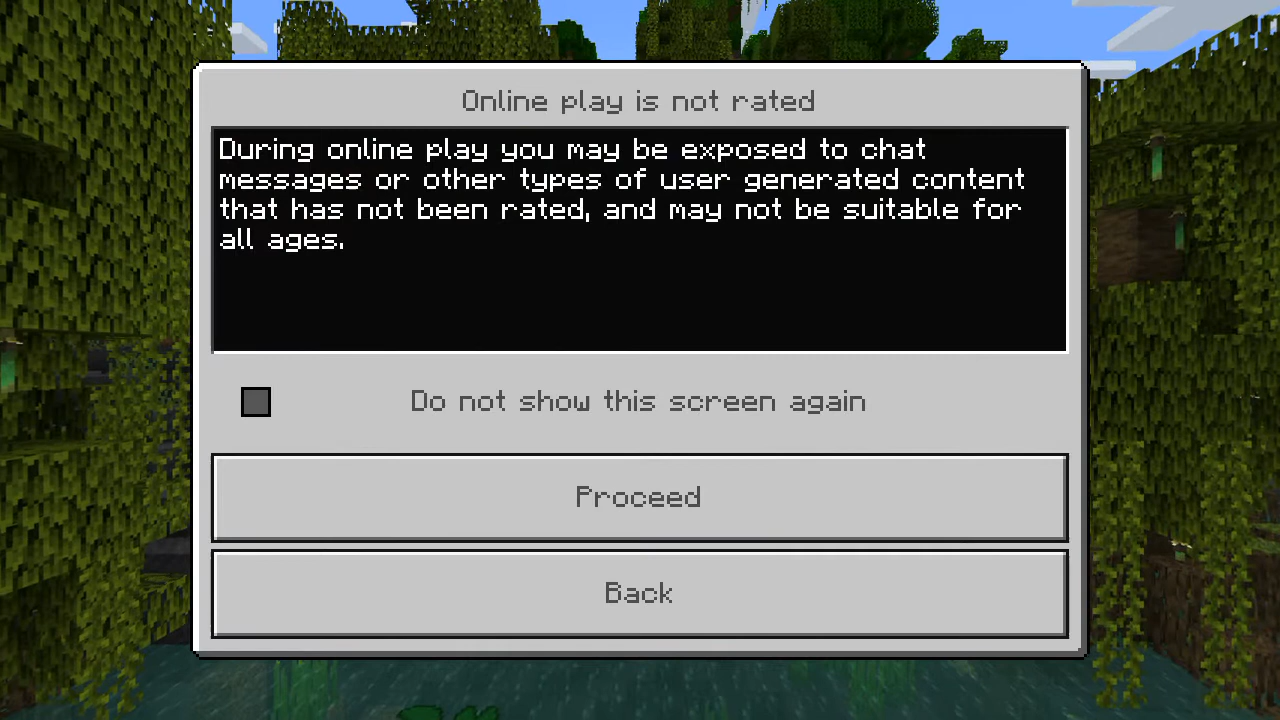 Online play is not rated
During online play you may be exposed to chat
messages or other types of user generated content
that has not been rated, and may not be suitable for
all ages.
Do not show this screen again
Proceed
Back